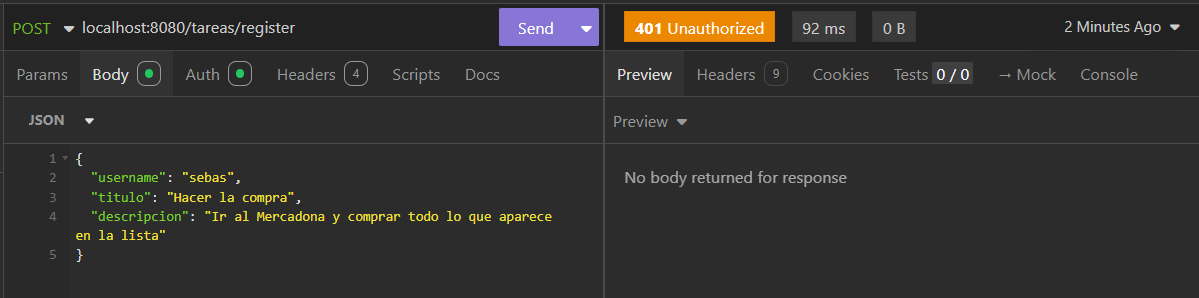 POST localhost:8080/tareas/register Send 401 Unauthorized 92 ms 0 B 2 Minutes Ago
Params Body Auth Headers 4 Scripts Docs Preview Headers 9 Cookies Tests 0 / 0 → Mock Console
JSON
Preview
1 {
2 "username": "sebas",
3 "titulo": "Hacer la compra",
4 "descripcion": "Ir al Mercadona y comprar todo lo que aparece
en la lista"
5 }
No body returned for response